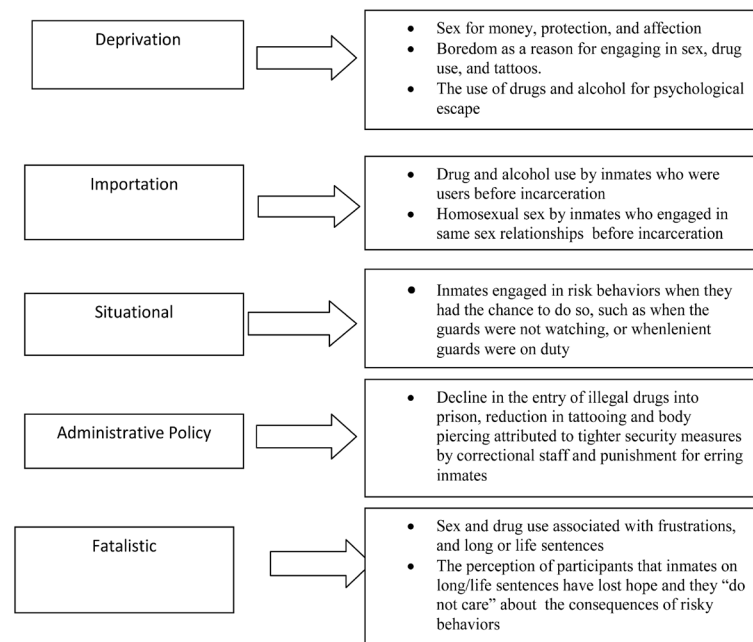 Deprivation
• Sex for money, protection, and affection
• Boredom as a reason for engaging in sex, drug
use, and tattoos.
• The use of drugs and alcohol for psychological
escape
Importation
• Drug and alcohol use by inmates who were
users before incarceration
• Homosexual sex by inmates who engaged in
same sex relationships before incarceration
Situational
• Inmates engaged in risk behaviors when they
had the chance to do so, such as when the
guards were not watching, or whenlenient
guards were on duty
Administrative Policy
• Decline in the entry of illegal drugs into
prison, reduction in tattooing and body
piercing attributed to tighter security measures
by correctional staff and punishment for erring
inmates
Fatalistic
• Sex and drug use associated with frustrations,
and long or life sentences
• The perception of participants that inmates on
long/life sentences have lost hope and they “do
not care” about the consequences of risky
behaviors